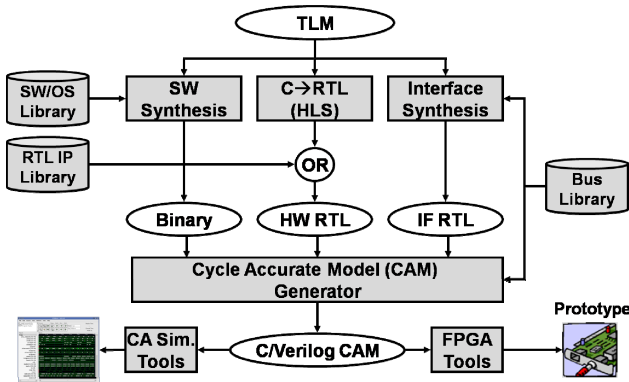 TLM
SW/OS
Library
SW
Synthesis
C→RTL
(HLS)
Interface
Synthesis
RTL IP
Library
OR
Bus
Library
Binary
HW RTL
IF RTL
Cycle Accurate Model (CAM)
Generator
Prototype
CA Sim.
Tools
C/Verilog CAM
FPGA
Tools